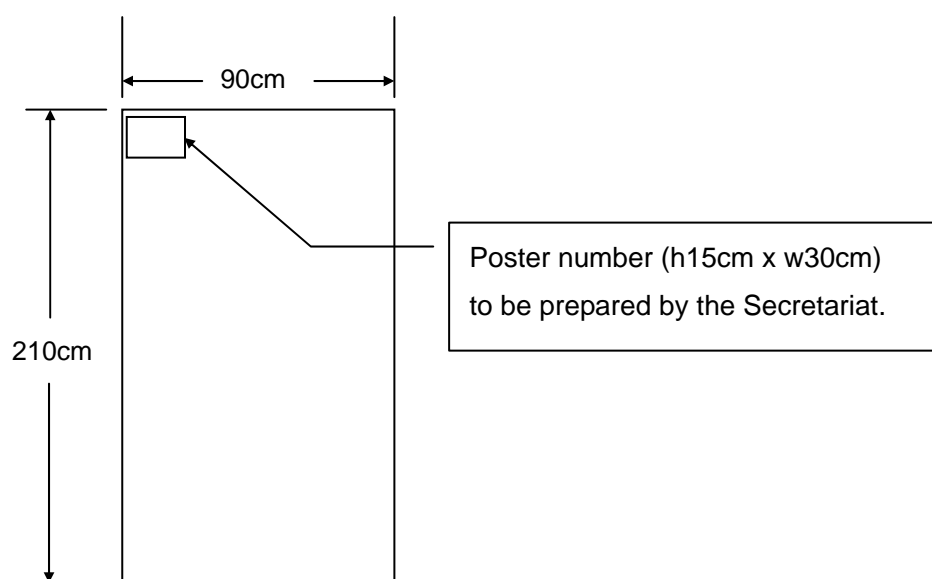 90cm
Poster number (h15cm x w30cm)
to be prepared by the Secretariat.
210cm